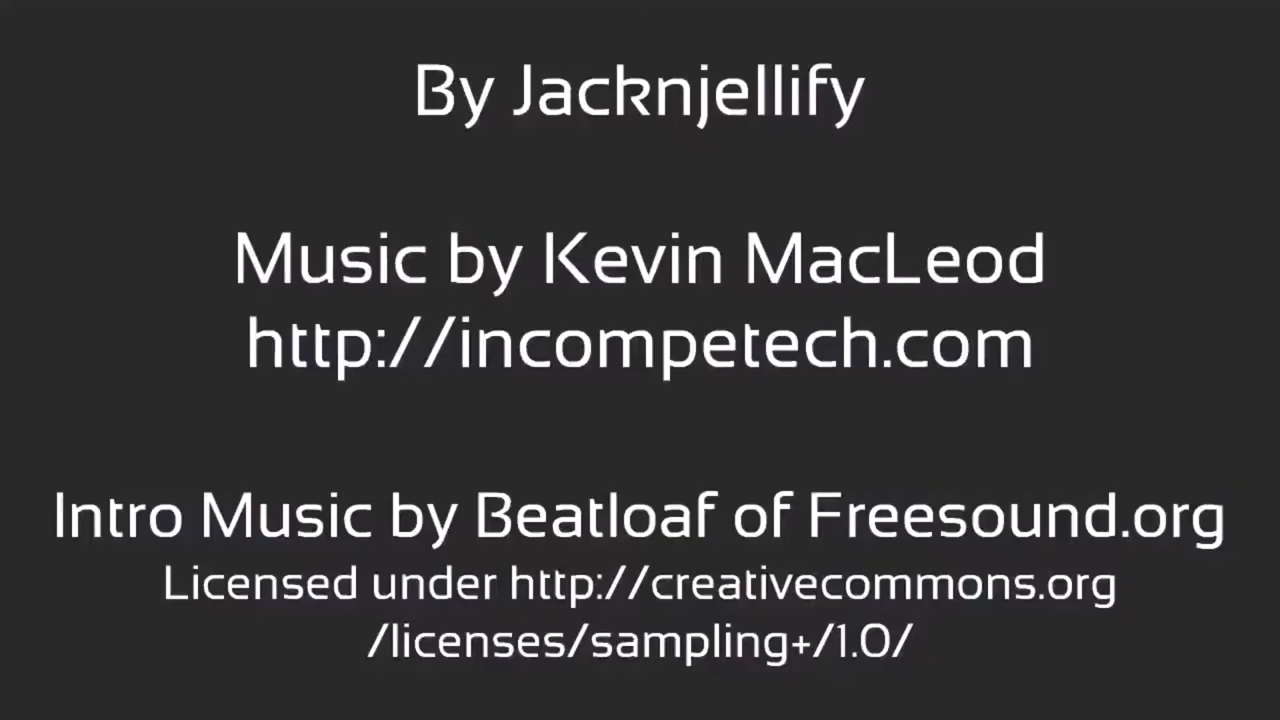 By Jacknjellify
Music by Kevin MacLeod
http://incompetech.com
Intro Music by Beatloaf of Freesound.org
Licensed under http://creativecommons.org
/licenses/sampling+/1.0/